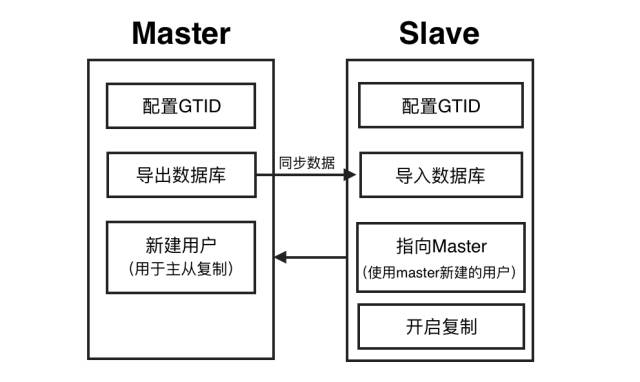 Master
Slave
配置GTID
配置GTID
导出数据库
同步数据
导入数据库
新建用户
（用于主从复制）
指向Master
（使用master新建的用户）
开启复制